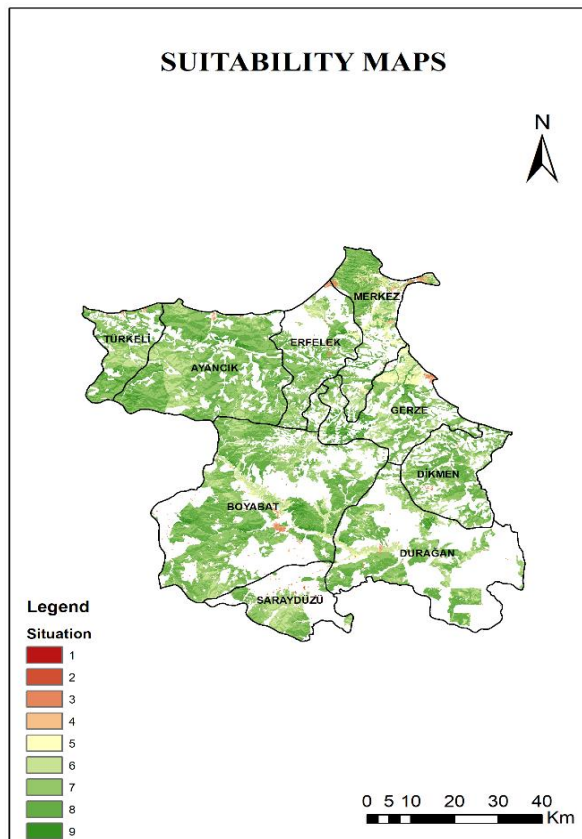 SUITABILITY MAPS
N
MERKEZ
TÜRKELİ
ERFELEK
AYANCIK
GERZE
DİKMEN
BOYABAT
DURAĞAN
SARAYDÜZÜ
Legend
Situation
1
2
3
4
5
6
7
8
9
0 5 10 20 30 40
Km